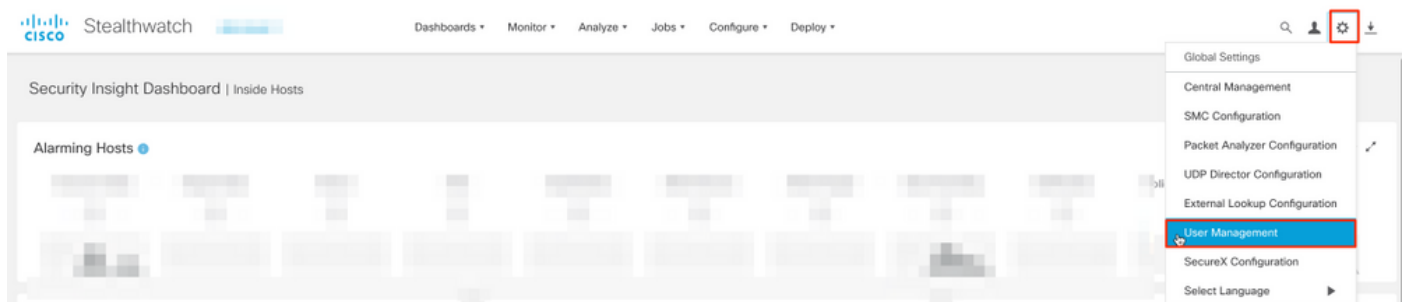 CISCO Stealthwatch Dashboards Monitor Analyze Jobs Configure Deploy
Global Settings
Security Insight Dashboard | Inside Hosts
Central Management
SMC Configuration
Alarming Hosts
Packet Analyzer Configuration
UDP Director Configuration
External Lookup Configuration
User Management
SecureX Configuration
Select Language